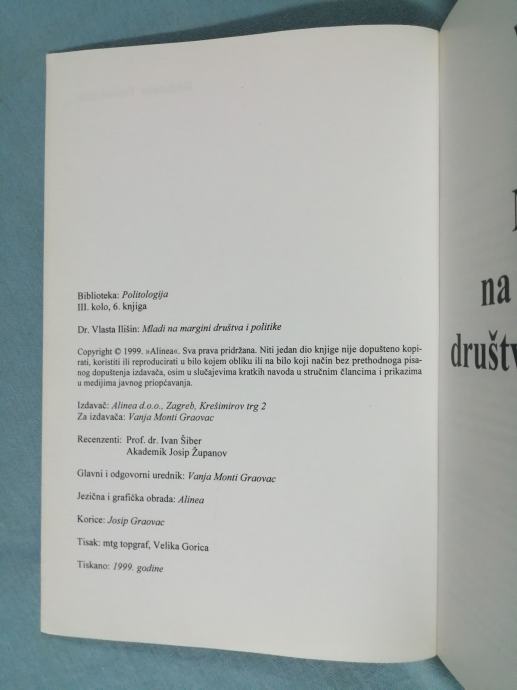 Biblioteka: Politologija
III. kolo, 6. knjiga
Dr. Vlasta Ilišin: Mladi na margini društva i politike
Copyright © 1999. »Alinea«. Sva prava pridržana. Niti jedan dio knjige nije dopušteno kopi-
rati, koristiti ili reproducirati u bilo kojem obliku ili na bilo koji način bez prethodnoga pisa-
nog dopuštenja izdavača, osim u slučajevima kratkih navoda u stručnim člancima i prikazima
u medijima javnog priopćavanja.
Izdavač: Alinea d.o.o., Zagreb, Krešimirov trg 2
Za izdavača: Vanja Monti Graovac
Recenzenti: Prof. dr. Ivan Šiber
Akademik Josip Županov
Glavni i odgovorni urednik: Vanja Monti Graovac
Jezična i grafička obrada: Alinea
Korice: Josip Graovac
Tisak: mtg topgraf, Velika Gorica
Tiskano: 1999. godine
na